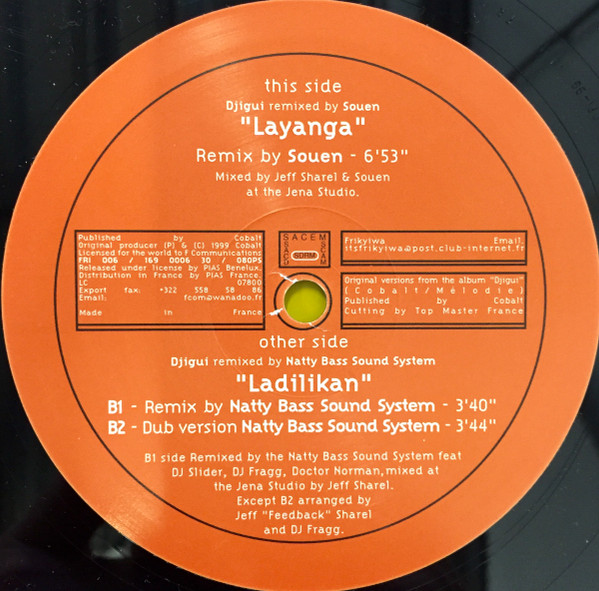 this side
Djigui remixed by Souen
"Layanga"
Remix by Souen - 6'53"
Mixed by Jeff Sharel & Souen
at the Jena Studio.
Published by Cobalt
Original producer (P) & (C) 1999 Cobalt
Licensed for the world to F Communications
FRI 006 / 169 0006 30 / 080PS
Released under license by PIAS Benelux.
Distribution in France by PIAS France.
LC 07800
Export fax: +322 558 58 86
Email: fcom@wanadoo.fr
Made in France
SACEM
SACD
SDRM
SGDL
Frikyiwa Email.
itsfrikyiwa@post.club-internet.fr
Original versions from the album "Djigui"
(Cobalt/Mélodie)
Published by Cobalt
Cutting by Top Master France
other side
Djigui remixed by Natty Bass Sound System
"Ladilikan"
B1 - Remix by Natty Bass Sound System - 3'40"
B2 - Dub version Natty Bass Sound System - 3'44"
B1 side Remixed by the Natty Bass Sound System feat
DJ Slider, DJ Fragg, Doctor Norman, mixed at
the Jena Studio by Jeff Sharel.
Except B2 arranged by
Jeff "Feedback" Sharel
and DJ Fragg.